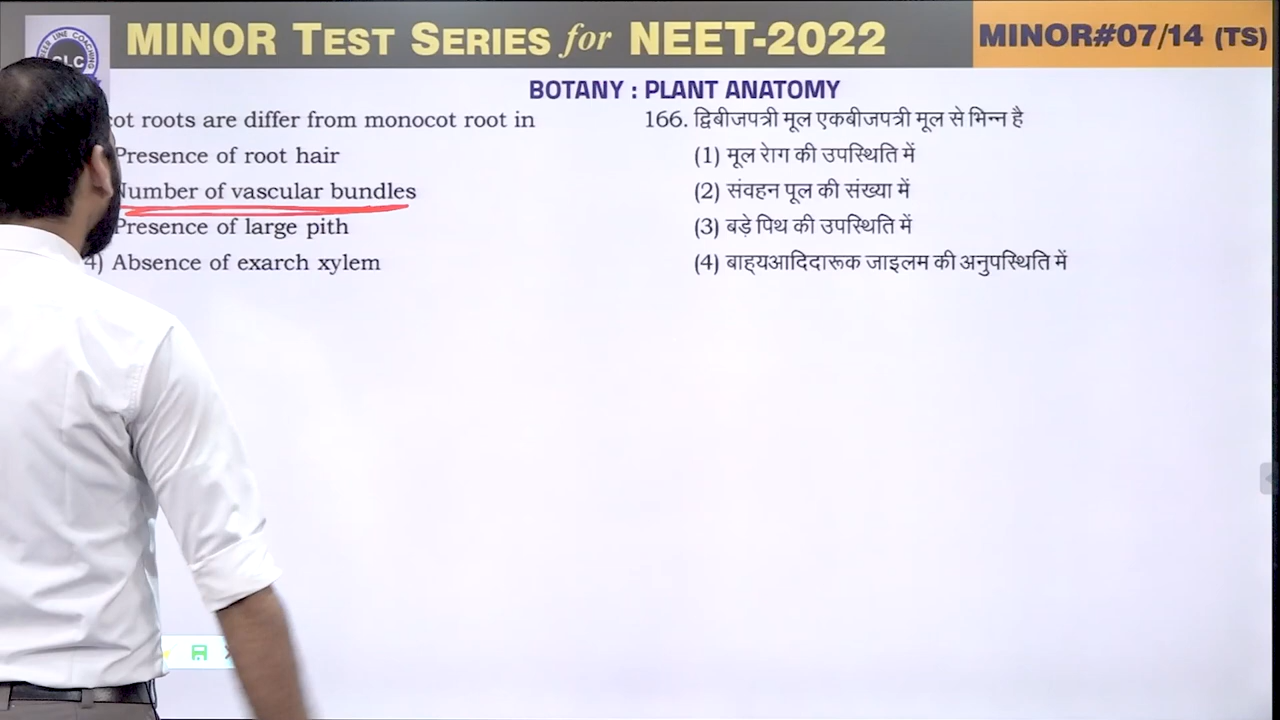 CLC
MINOR TEST SERIES for NEET-2022
MINOR#07/14 (TS)
BOTANY : PLANT ANATOMY
roots are differ from monocot root in
Presence of root hair
Number of vascular bundles
Presence of large pith
4) Absence of exarch xylem
166. द्विबीजपत्री मूल एकबीजपत्री मूल से भिन्न है
(1) मूल रोग की उपस्थिति में
(2) संवहन पूल की संख्या में
(3) बड़े पिथ की उपस्थिति में
(4) बाह्यआदिदारूक जाइलम की अनुपस्थिति में